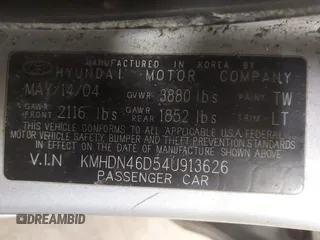 MANUFACTURED IN KOREA BY
HYUNDAI MOTOR COMPANY
MAY/14/04 GVWR 3880 lbs PAINT TW
GAWR FRONT 2116 lbs GAWR REAR 1852 lbs TRIM LT
THIS VEHICLE CONFORMS TO ALL APPLICABLE U.S.A. FEDERAL
MOTOR VEHICLE SAFETY BUMPER AND THEFT PREVENTION STANDARDS
IN EFFECT ON THE DATE OF MANUFACTURE SHOWN ABOVE.
V.I.N KMHDN46D54U913626
PASSENGER CAR
DREAMBID